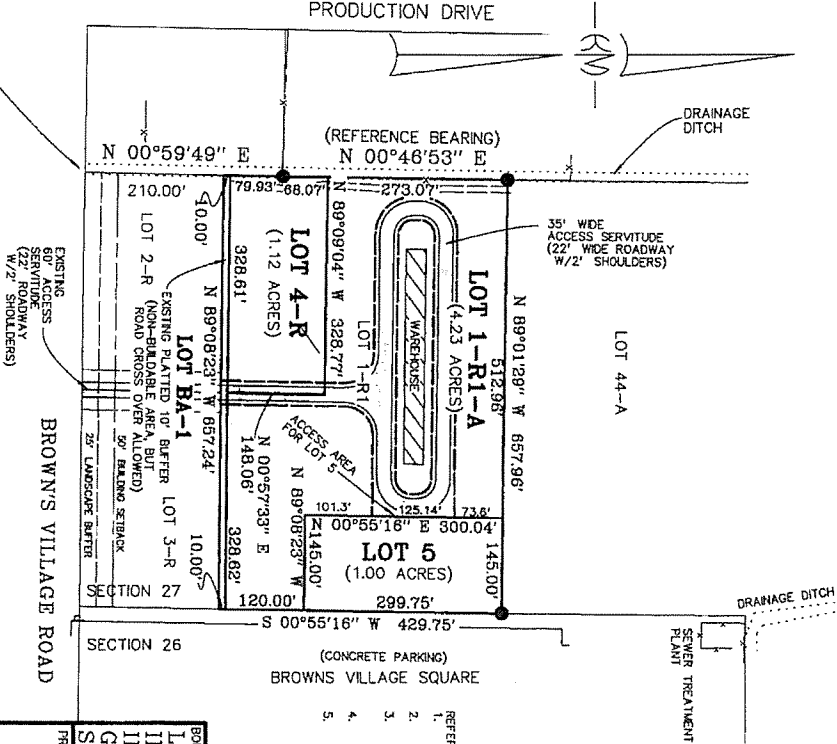 PRODUCTION DRIVE
DRAINAGE
DITCH
(REFERENCE BEARING)
N 00°59'49" E
N 00°46'53" E
210.00'
10.00'
79.93'
68.07'
273.07'
35' WIDE
ACCESS SERVITUDE
(22' WIDE ROADWAY
W/2' SHOULDERS)
EXISTING
60' ACCESS
SERVITUDE
(22' ROADWAY
W/2' SHOULDERS)
LOT 2-R
328.61'
LOT 4-R
(1.12 ACRES)
N 89°09'04" W 328.77'
LOT 1-R1
WAREHOUSE
LOT 1-R1-A
(4.23 ACRES)
512.96'
N 89°01'29" W 657.96'
LOT 44-A
EXISTING PLATTED 10' BUFFER
(NON-BUILDABLE AREA, BUT
ROAD CROSS OVER ALLOWED)
LOT BA-1
N 89°08'23" W 657.24'
ACCESS AREA
FOR LOT 5
N 00°57'33" E
148.06'
N 89°08'23" W
145.00'
BROWN'S VILLAGE ROAD
25' LANDSCAPE BUFFER
50' BUILDING SETBACK
LOT 3-R
10.00'
328.62'
101.3'
125.14'
73.6'
N 00°55'16" E 300.04'
LOT 5
(1.00 ACRES)
145.00'
SECTION 27
120.00'
299.75'
S 00°55'16" W 429.75'
SECTION 26
DRAINAGE DITCH
SEWER TREATMENT
PLANT
(CONCRETE PARKING)
BROWNS VILLAGE SQUARE
REFER
1.
2.
3.
4.
5.